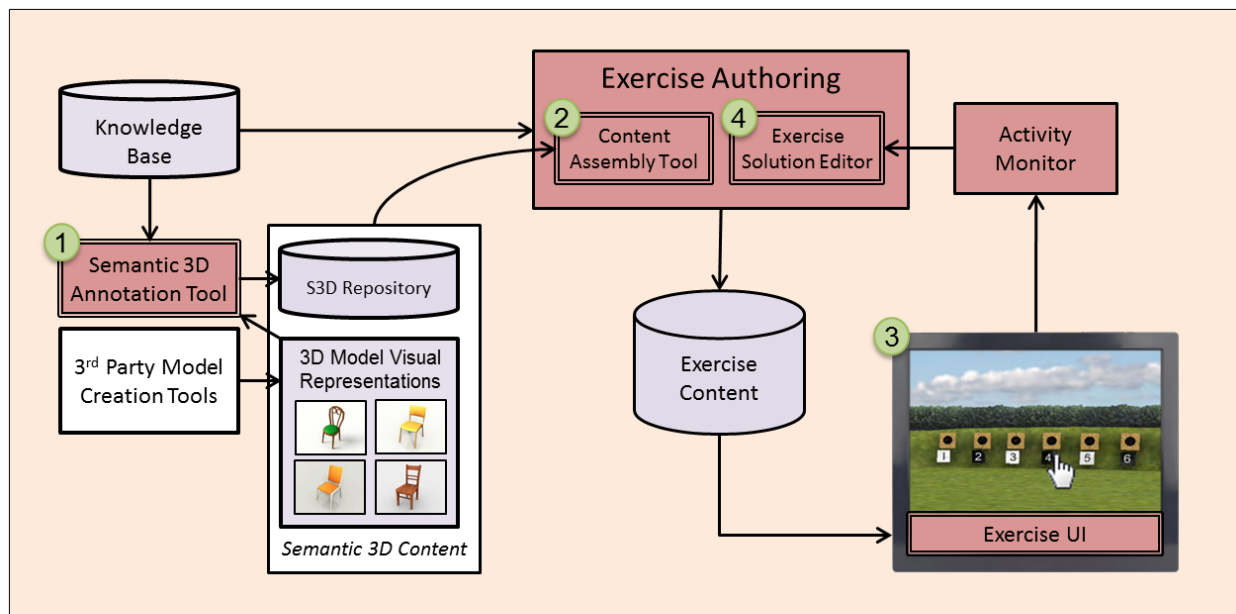 Knowledge
Base
1
Semantic 3D
Annotation Tool
3rd Party Model
Creation Tools
S3D Repository
3D Model Visual
Representations
Semantic 3D Content
Exercise Authoring
2
Content
Assembly Tool
4
Exercise
Solution Editor
Activity
Monitor
Exercise
Content
3
1 2 3 4 5 6
Exercise UI